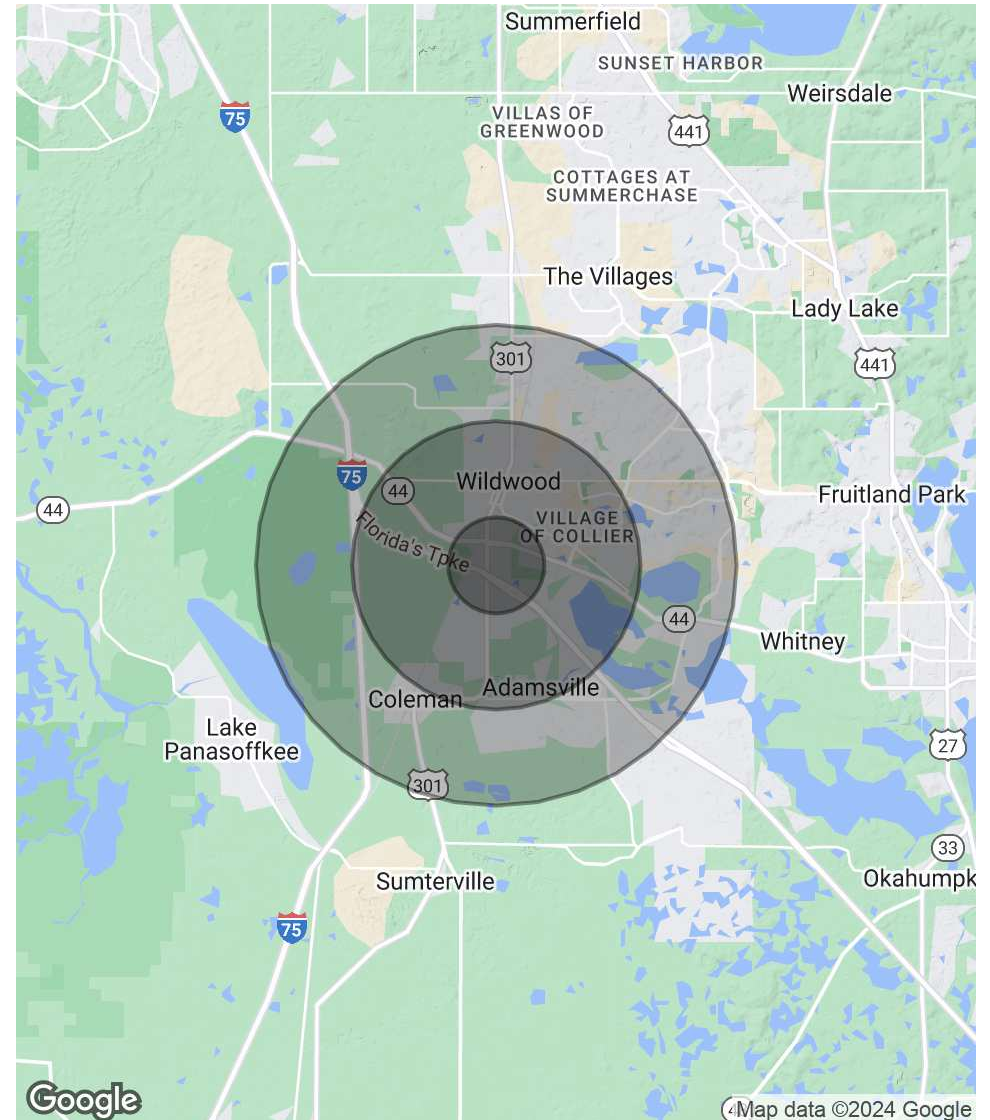 Summerfield
SUNSET HARBOR
Weirsdale
75
VILLAS OF
GREENWOOD
441
COTTAGES AT
SUMMERCHASE
The Villages
Lady Lake
301
441
75
44
Wildwood
Fruitland Park
44
VILLAGE
OF COLLIER
Florida's Tpke
44
Whitney
Coleman
Adamsville
Lake
Panasoffkee
27
301
33
Sumterville
Okahumpk
75
Google
Map data ©2024 Google